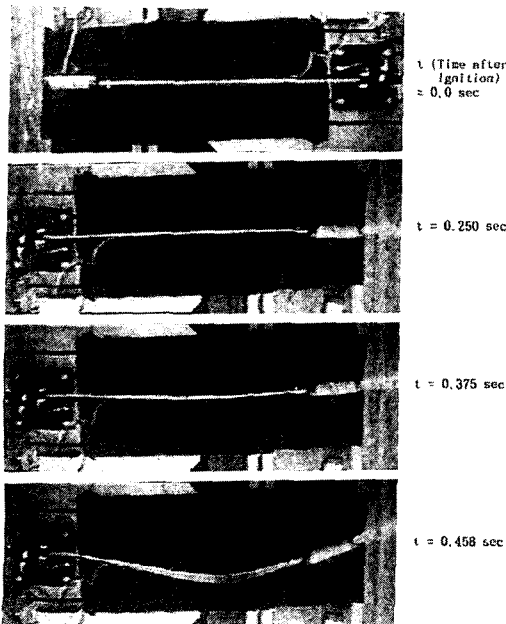 t (Time after
Ignition)
= 0.0 sec
t = 0.250 sec
t = 0.375 sec
t = 0.458 sec